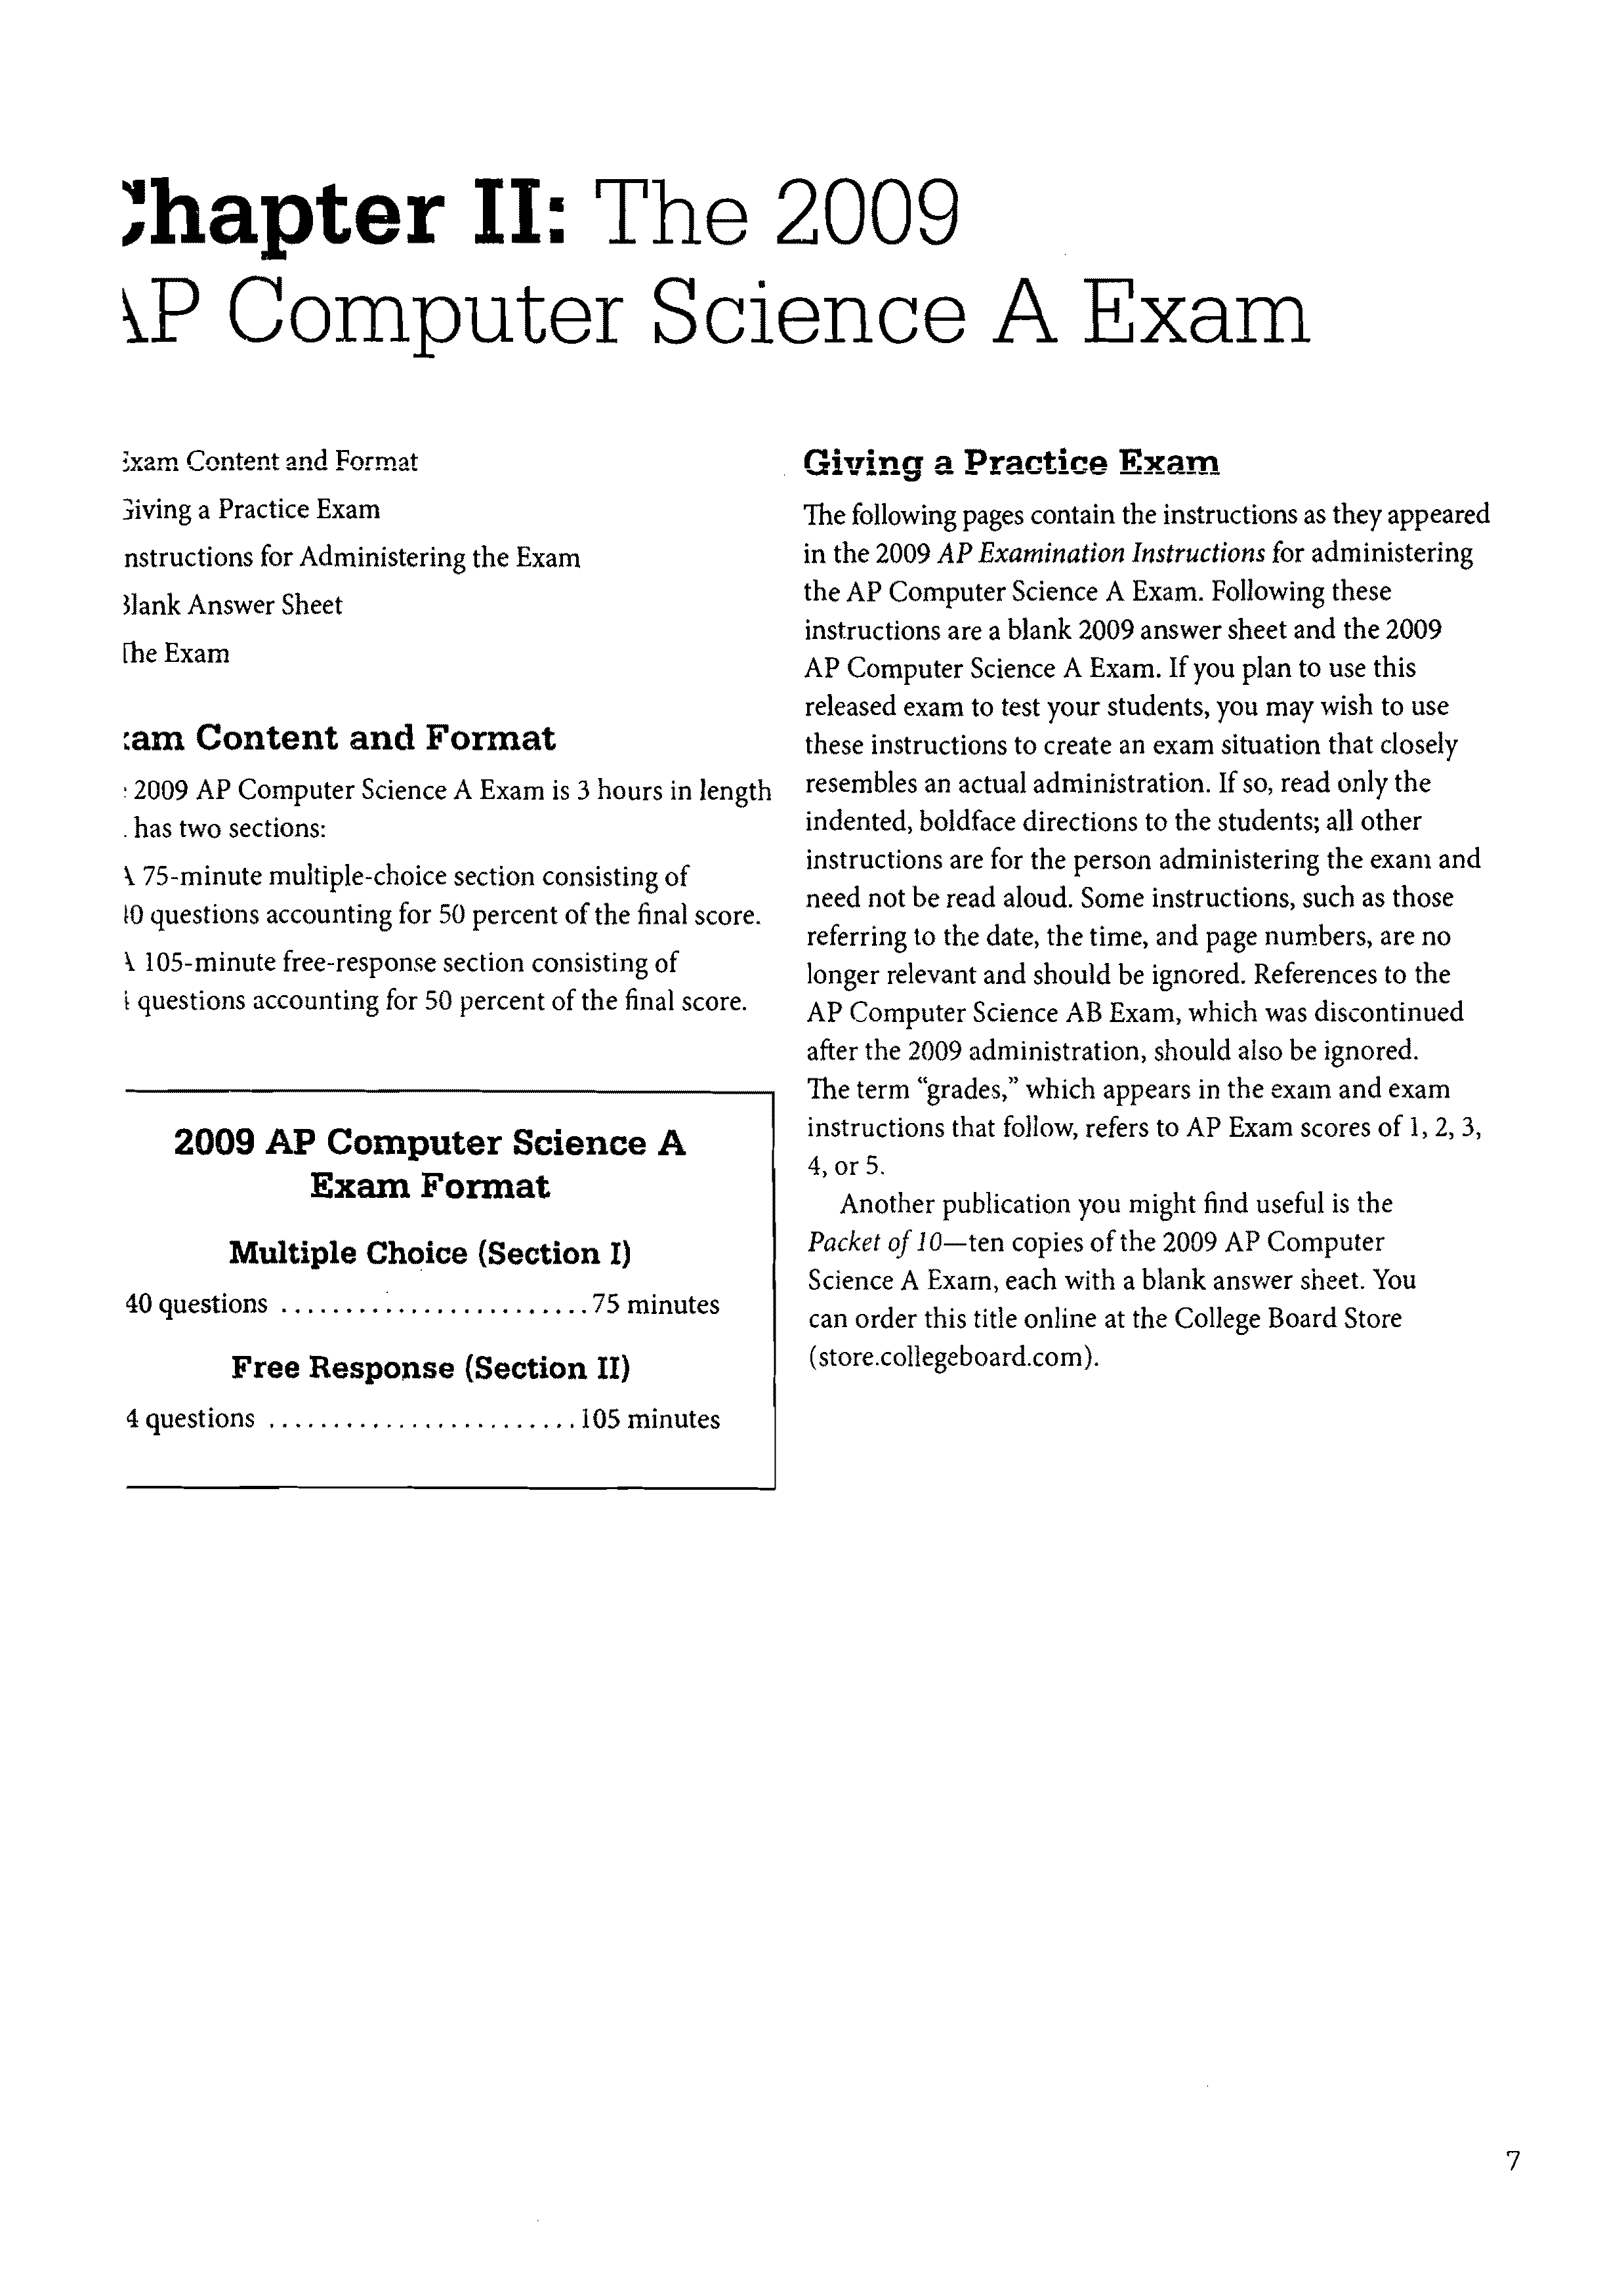 Chapter II: The 2009
AP Computer Science A Exam
Exam Content and Format
Giving a Practice Exam
nstructions for Administering the Exam
Blank Answer Sheet
The Exam
am Content and Format
2009 AP Computer Science A Exam is 3 hours in length
has two sections:
A 75-minute multiple-choice section consisting of
40 questions accounting for 50 percent of the final score.
A 105-minute free-response section consisting of
4 questions accounting for 50 percent of the final score.
2009 AP Computer Science A
Exam Format
Multiple Choice (Section I)
40 questions ........................ 75 minutes
Free Response (Section II)
4 questions ........................ 105 minutes
Giving a Practice Exam
The following pages contain the instructions as they appeared
in the 2009 AP Examination Instructions for administering
the AP Computer Science A Exam. Following these
instructions are a blank 2009 answer sheet and the 2009
AP Computer Science A Exam. If you plan to use this
released exam to test your students, you may wish to use
these instructions to create an exam situation that closely
resembles an actual administration. If so, read only the
indented, boldface directions to the students; all other
instructions are for the person administering the exam and
need not be read aloud. Some instructions, such as those
referring to the date, the time, and page numbers, are no
longer relevant and should be ignored. References to the
AP Computer Science AB Exam, which was discontinued
after the 2009 administration, should also be ignored.
The term “grades,” which appears in the exam and exam
instructions that follow, refers to AP Exam scores of 1, 2, 3,
4, or 5.
Another publication you might find useful is the
Packet of 10—ten copies of the 2009 AP Computer
Science A Exam, each with a blank answer sheet. You
can order this title online at the College Board Store
(store.collegeboard.com).
7